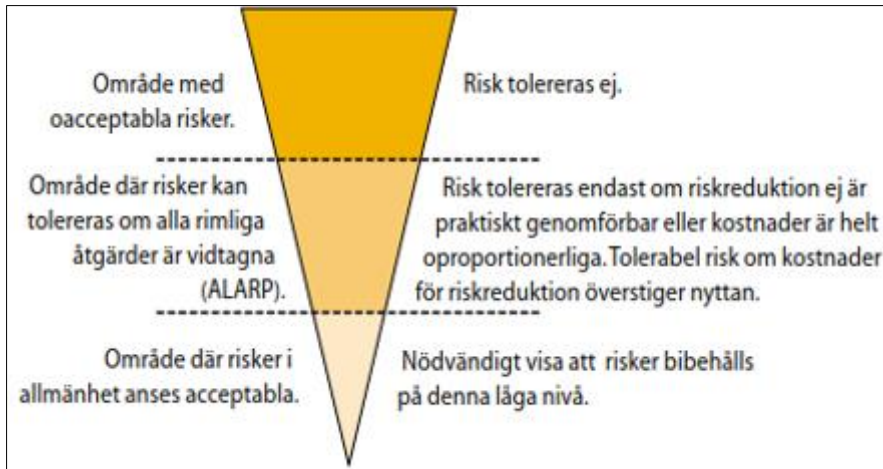 Område med
oacceptabla risker.
Risk tolereras ej.
Område där risker kan
tolereras om alla rimliga
åtgärder är vidtagna
(ALARP).
Risk tolereras endast om riskreduktion ej är
praktiskt genomförbar eller kostnader är helt
oproportionerliga. Tolerabel risk om kostnader
för riskreduktion överstiger nyttan.
Område där risker i
allmänhet anses acceptabla.
Nödvändigt visa att risker bibehålls
på denna låga nivå.